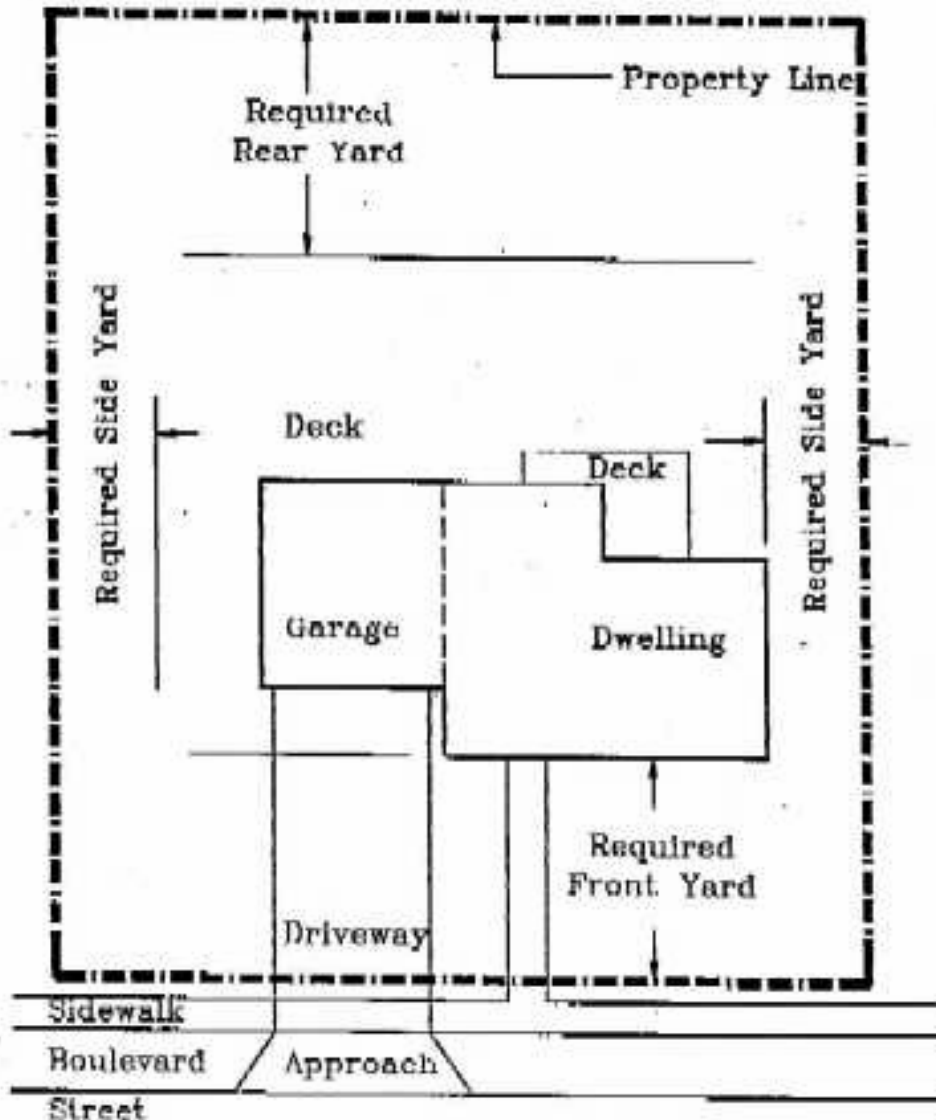 Property Line
Required
Rear Yard
Required Side Yard
Required Side Yard
Deck
Deck
Garage
Dwelling
Required
Front Yard
Driveway
Sidewalk
Boulevard
Approach
Street